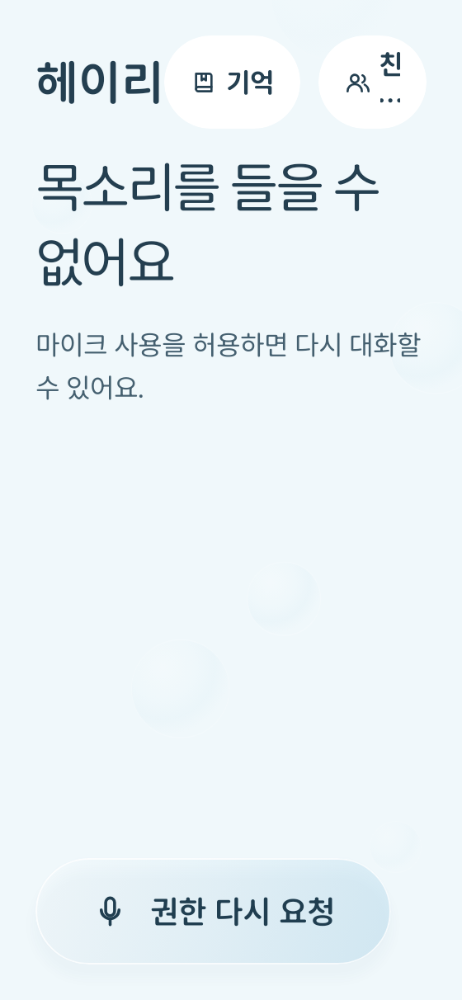 헤이리
기억
친
...
목소리를 들을 수
없어요
마이크 사용을 허용하면 다시 대화할
수 있어요.
권한 다시 요청